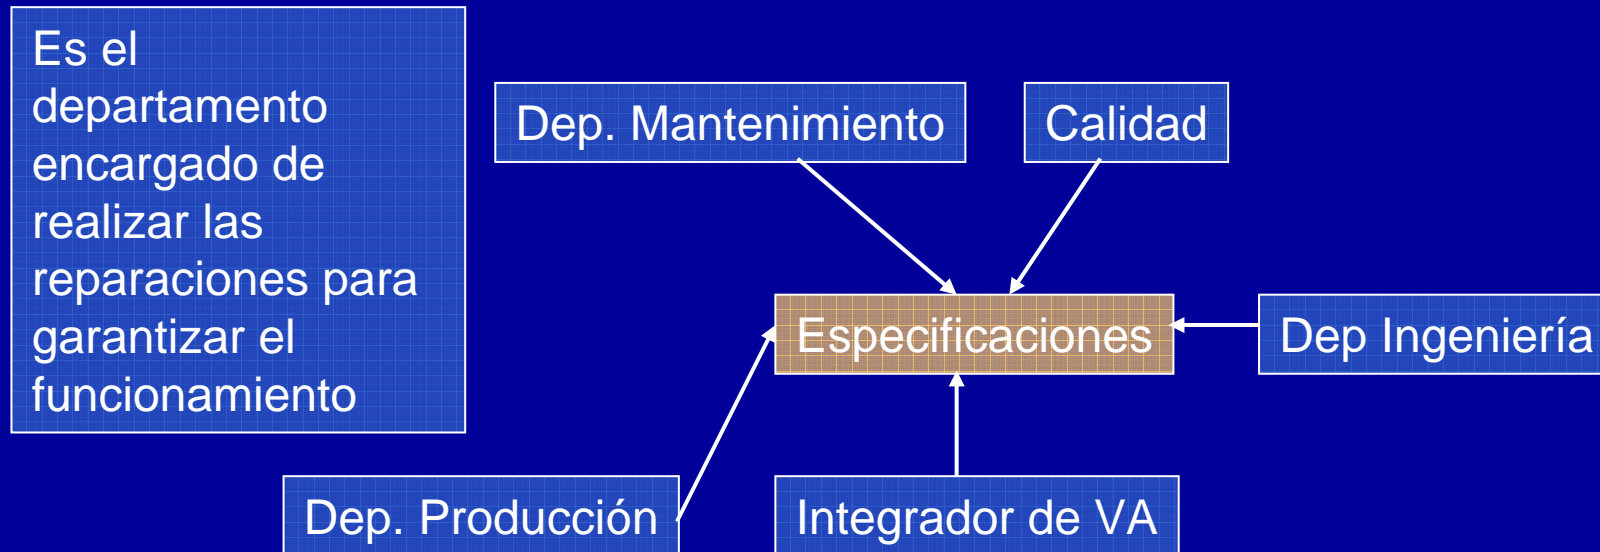 Es el
departamento
encargado de
realizar las
reparaciones para
garantizar el
funcionamiento
Dep. Mantenimiento
Calidad
Especificaciones
Dep Ingeniería
Dep. Producción
Integrador de VA